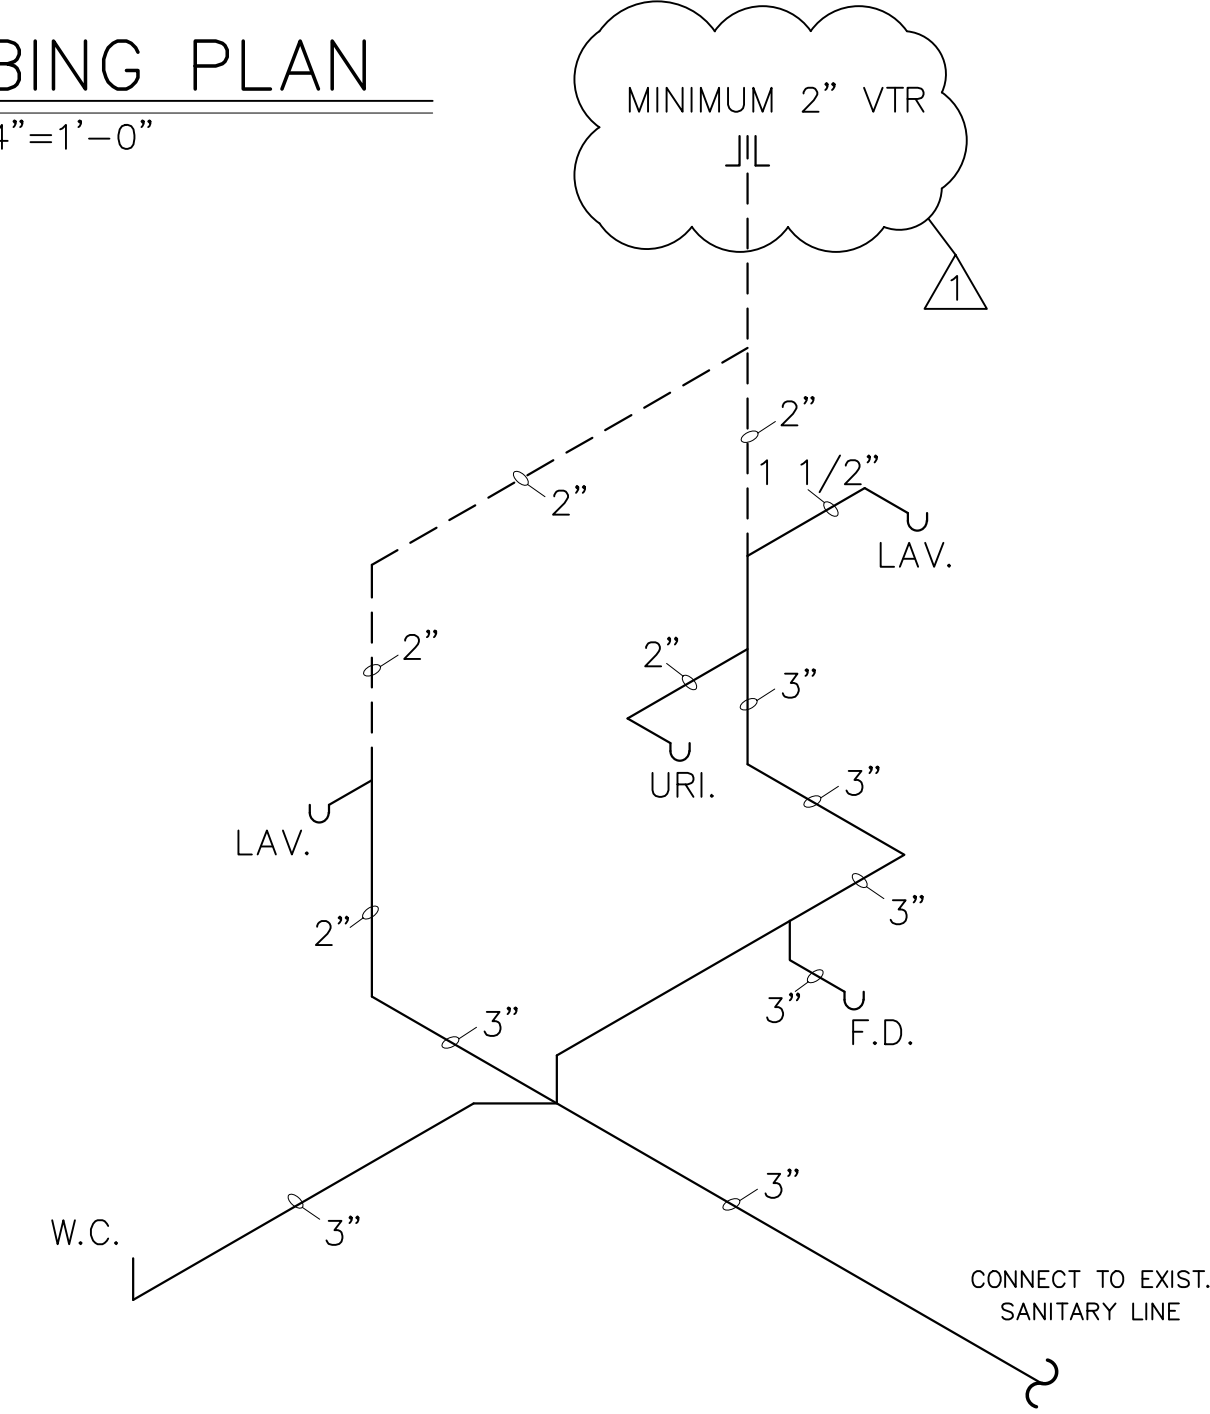 BING PLAN
4”=1’-0”
MINIMUM 2” VTR
1
2”
1 1/2”
2”
LAV.
2”
2”
3”
URI.
3”
LAV.
3”
2”
3”
3”
F.D.
3”
W.C.
3”
CONNECT TO EXIST.
SANITARY LINE